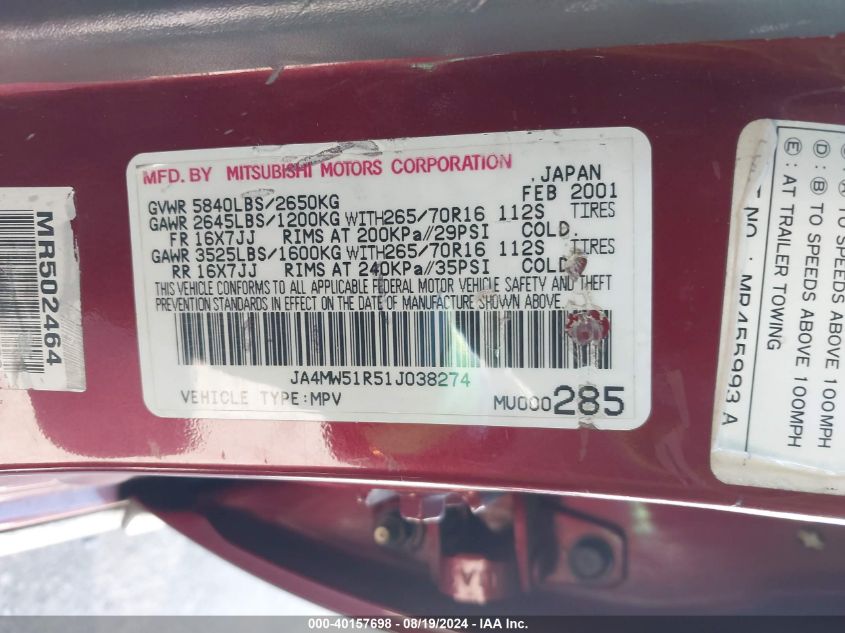 MFD. BY MITSUBISHI MOTORS CORPORATION
JAPAN
GVWR 5840LBS/2650KG FEB 2001
GAWR 2645LBS/1200KG WITH265/70R16 112S TIRES
FR 16X7JJ RIMS AT 200KPa//29PSI COLD.
GAWR 3525LBS/1600KG WITH265/70R16 112S TIRES
RR 16X7JJ RIMS AT 240KPa//35PSI COLD
THIS VEHICLE CONFORMS TO ALL APPLICABLE FEDERAL MOTOR VEHICLE SAFETY AND THEFT
PREVENTION STANDARDS IN EFFECT ON THE DATE OF MANUFACTURE SHOWN ABOVE.
JA4MW51R51J038274
VEHICLE TYPE:MPV MU000285
MR502464
D: B TO SPEEDS ABOVE 100MPH
TO SPEEDS ABOVE 100MPH
E: AT TRAILER TOWING
NO. MR455993 A
000-40157698 - 08/19/2024 - IAA Inc.